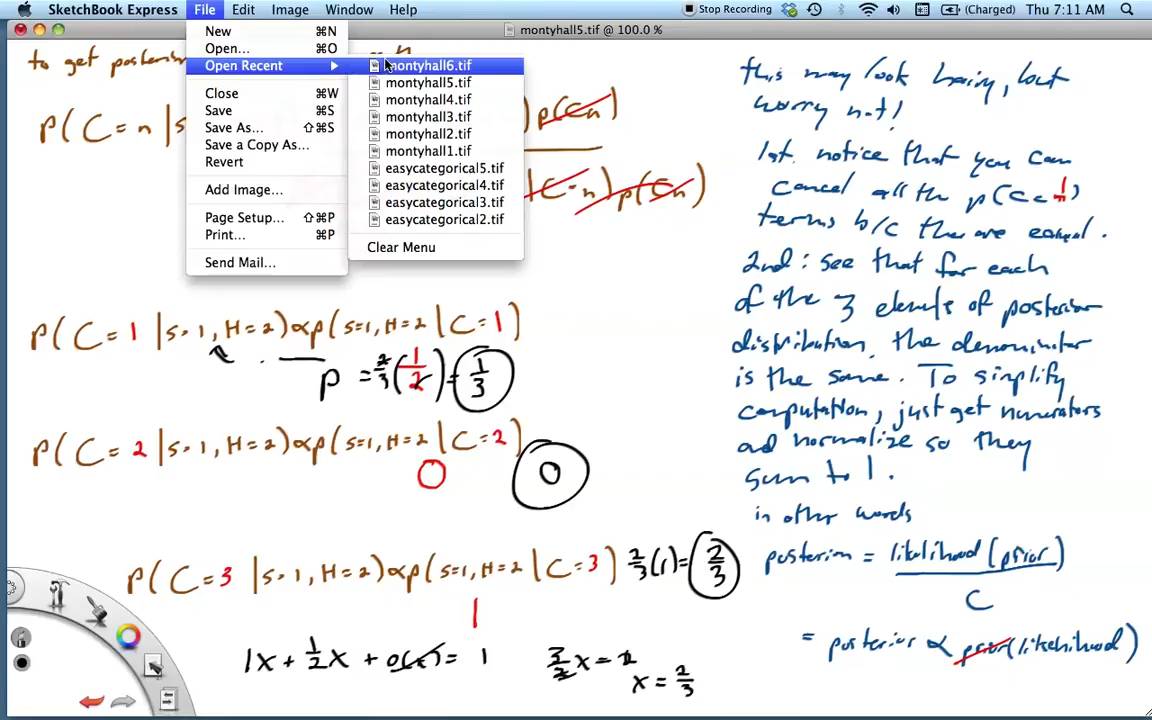 SketchBook Express File Edit Image Window Help Stop Recording (Charged) Thu 7:11 AM
montyhall5.tif @ 100.0 %
New ⌘N
Open... ⌘O
Open Recent ▶
Close ⌘W
Save ⌘S
Save As... ⇧⌘S
Save a Copy As...
Revert
Add Image...
Page Setup... ⇧⌘P
Print... ⌘P
Send Mail...
montyhall6.tif
montyhall5.tif
montyhall4.tif
montyhall3.tif
montyhall2.tif
montyhall1.tif
easycategorical5.tif
easycategorical4.tif
easycategorical3.tif
easycategorical2.tif
Clear Menu
to get posterior
P(C=n|s
) p(Cn)
(C=n) p(Cn)
P(C=1|S=1,H=2)∝p(S=1,H=2|C=1)
p = 2/3(1/2) = 1/3
P(C=2|S=1,H=2)∝p(S=1,H=2|C=2)
0 0
P(C=3|S=1,H=2)∝p(S=1,H=2|C=3) 2/3(1)= 2/3
1
1x + 1/2x + 0(x) = 1
3/2x =
x = 2/3
this may look hairy, but
worry not!
1st. notice that you can
cancel all the p(C=1/n)
terms b/c the are equal.
2nd: see that for each
of the 3 elements of posterior
distribution, the denominator
is the same. To simplify
computation, just get numerators
and normalize so they
sum to 1.
in other words
posterior = likelihood(prior)
C
= posterior ∝ prior(likelihood)